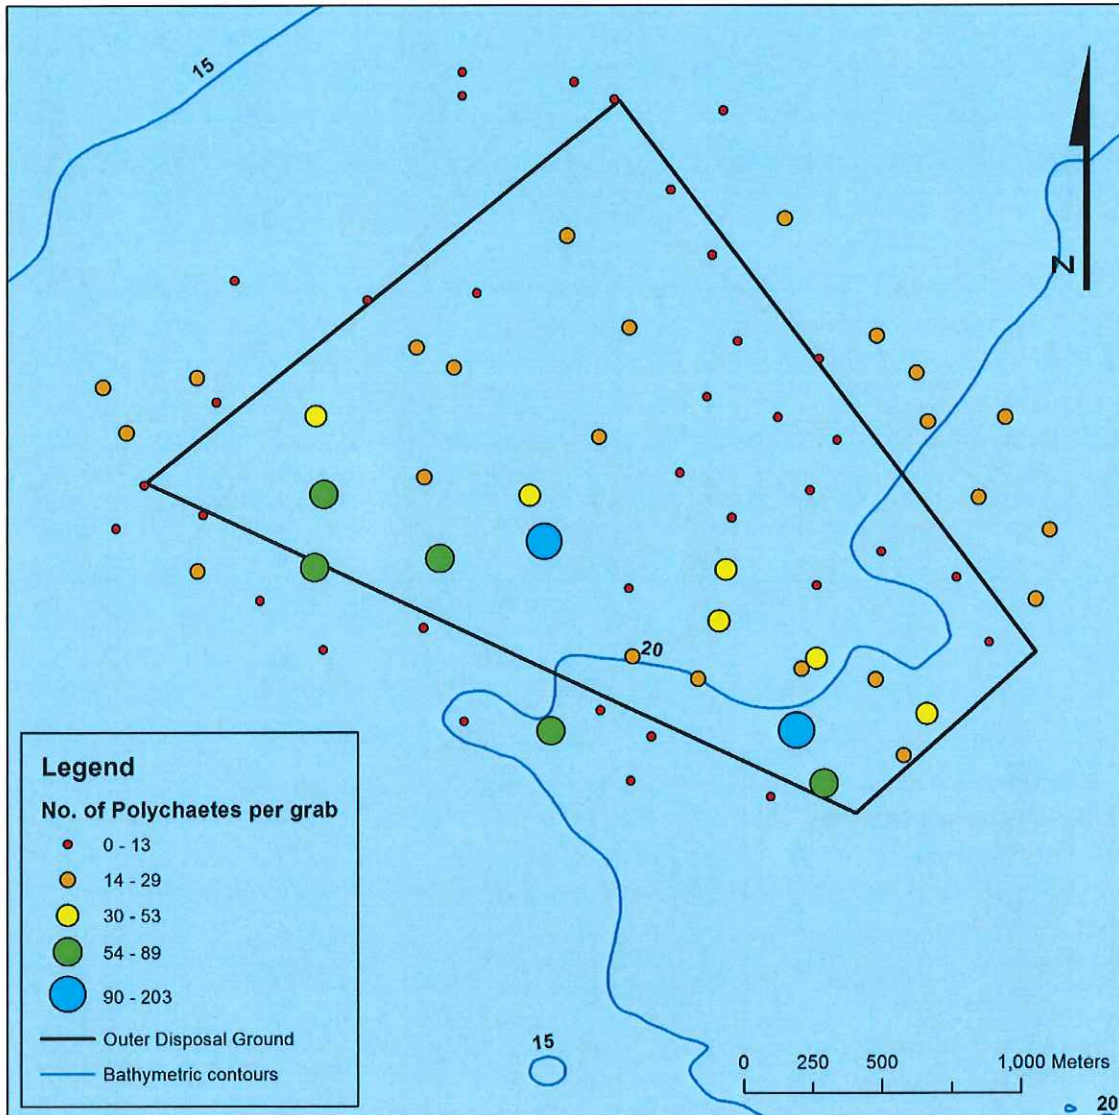 15
N
20
Legend
No. of Polychaetes per grab
0 - 13
14 - 29
30 - 53
54 - 89
90 - 203
Outer Disposal Ground
Bathymetric contours
15
0 250 500 1,000 Meters
20